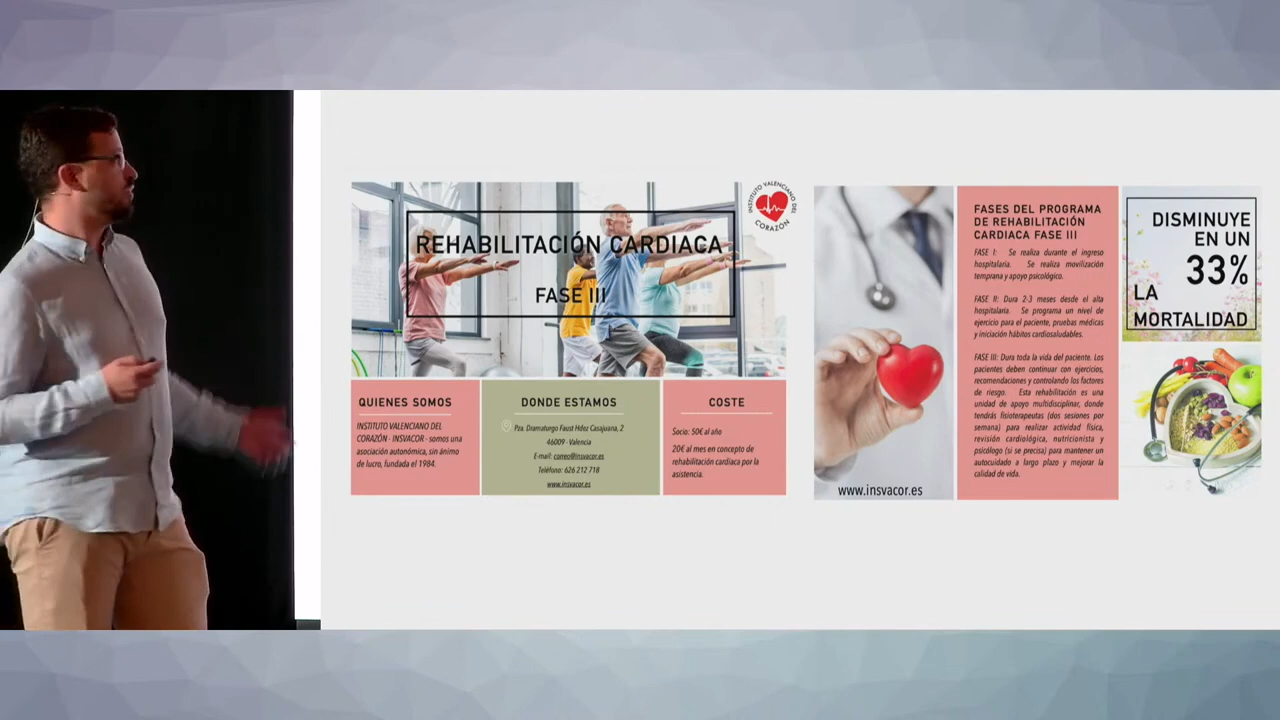 REHABILITACIÓN CARDIACA
FASE III
INSTITUTO VALENCIANO DEL
CORAZÓN
QUIENES SOMOS
INSTITUTO VALENCIANO DEL
CORAZÓN - INSVACOR - somos una
asociación autonómica, sin ánimo
de lucro, fundada el 1984.
DONDE ESTAMOS
Pza. Dramaturgo Faust Hdez Casajuana, 2
46009 - Valencia
E-mail: correo@insvacor.es
Teléfono: 626 212 718
www.insvacor.es
COSTE
Socio: 50€ al año
20€ al mes en concepto de
rehabilitación cardiaca por la
asistencia.
www.insvacor.es
FASES DEL PROGRAMA
DE REHABILITACIÓN
CARDIACA FASE III
FASE I: Se realiza durante el ingreso
hospitalaria. Se realiza movilización
temprana y apoyo psicológico.
FASE II: Dura 2-3 meses desde el alta
hospitalaria. Se programa un nivel de
ejercicio para el paciente, pruebas médicas
y iniciación hábitos cardiosaludables.
FASE III: Dura toda la vida del paciente. Los
pacientes deben continuar con ejercicios,
recomendaciones y controlando los factores
de riesgo. Esta rehabilitación es una
unidad de apoyo multidisciplinar, donde
tendrás fisioterapeutas (dos sesiones por
semana) para realizar actividad física,
revisión cardiológica, nutricionista y
psicólogo (si se precisa) para mantener un
autocuidado a largo plazo y mejorar la
calidad de vida.
DISMINUYE
EN UN
33%
LA
MORTALIDAD